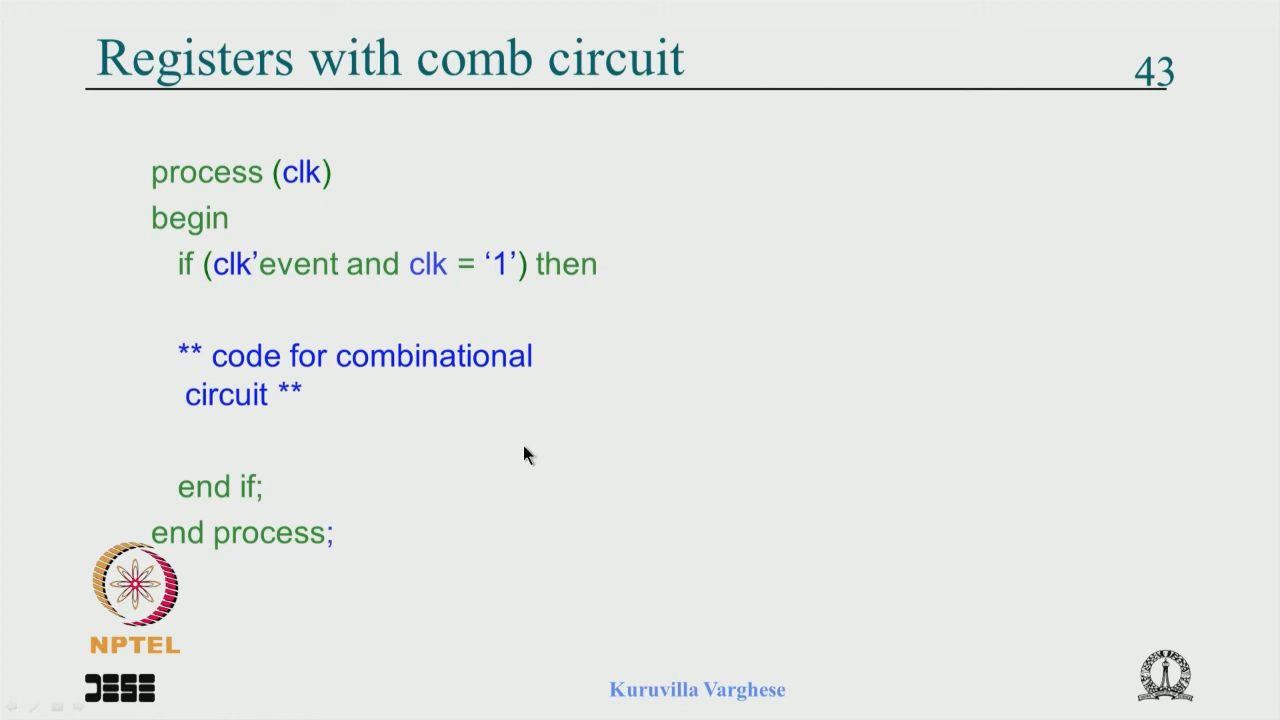 Registers with comb circuit
43
process (clk)
begin
if (clk’event and clk = ‘1’) then
** code for combinational
circuit **
end if;
end process;
NPTEL
Kuruvilla Varghese